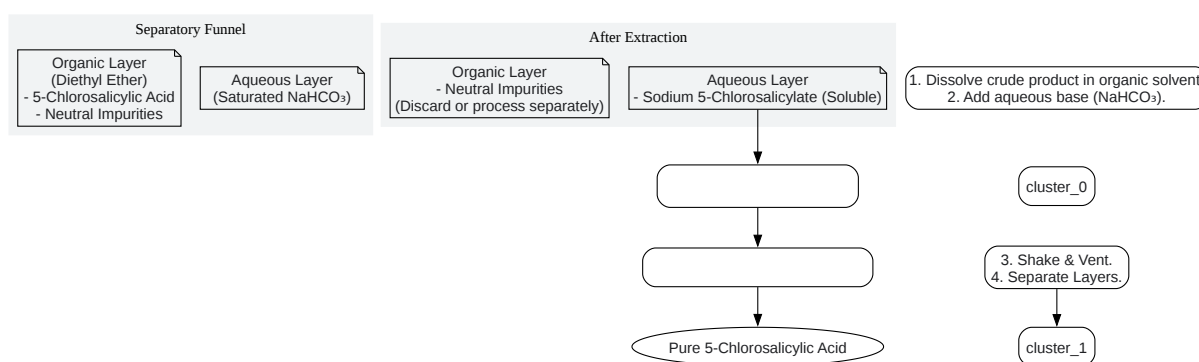 Separatory Funnel
Organic Layer
(Diethyl Ether)
- 5-Chlorosalicylic Acid
- Neutral Impurities
Aqueous Layer
(Saturated NaHCO₃)
After Extraction
Organic Layer
- Neutral Impurities
(Discard or process separately)
Aqueous Layer
- Sodium 5-Chlorosalicylate (Soluble)
1. Dissolve crude product in organic solvent.
2. Add aqueous base (NaHCO₃).
cluster_0
3. Shake & Vent.
4. Separate Layers.
Pure 5-Chlorosalicylic Acid
cluster_1